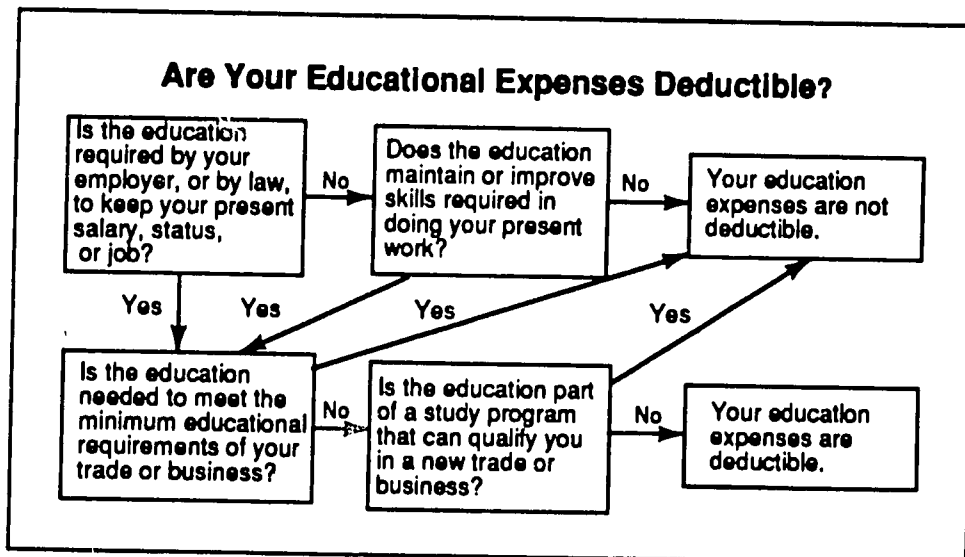 Are Your Educational Expenses Deductible?
Is the education
required by your
employer, or by law,
to keep your present
salary, status,
or job?
No
Does the education
maintain or improve
skills required in
doing your present
work?
No
Your education
expenses are not
deductible.
Yes
Yes
Yes
Yes
Is the education
needed to meet the
minimum educational
requirements of your
trade or business?
No
Is the education part
of a study program
that can qualify you
in a new trade or
business?
No
Your education
expenses are
deductible.